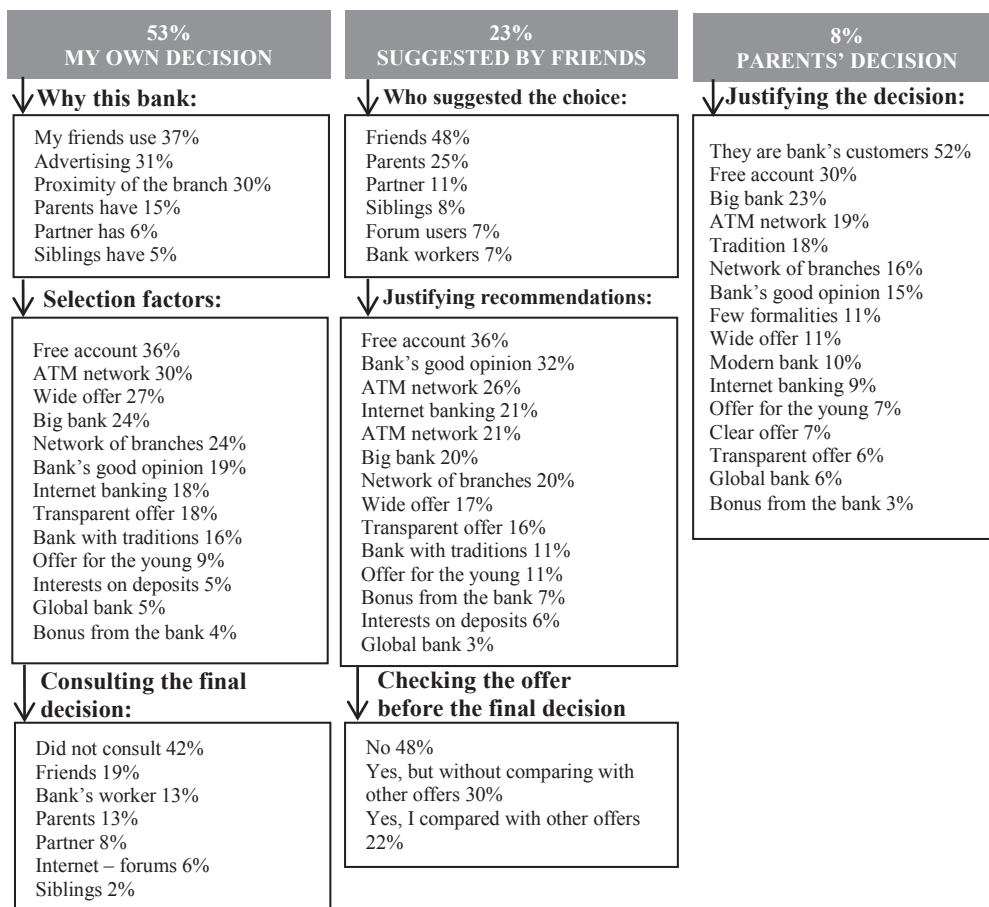 53%
MY OWN DECISION
Why this bank:
My friends use 37%
Advertising 31%
Proximity of the branch 30%
Parents have 15%
Partner has 6%
Siblings have 5%
Selection factors:
Free account 36%
ATM network 30%
Wide offer 27%
Big bank 24%
Network of branches 24%
Bank's good opinion 19%
Internet banking 18%
Transparent offer 18%
Bank with traditions 16%
Offer for the young 9%
Interests on deposits 5%
Global bank 5%
Bonus from the bank 4%
Consulting the final
decision:
Did not consult 42%
Friends 19%
Bank's worker 13%
Parents 13%
Partner 8%
Internet – forums 6%
Siblings 2%
23%
SUGGESTED BY FRIENDS
Who suggested the choice:
Friends 48%
Parents 25%
Partner 11%
Siblings 8%
Forum users 7%
Bank workers 7%
Justifying recommendations:
Free account 36%
Bank's good opinion 32%
ATM network 26%
Internet banking 21%
ATM network 21%
Big bank 20%
Network of branches 20%
Wide offer 17%
Transparent offer 16%
Bank with traditions 11%
Offer for the young 11%
Bonus from the bank 7%
Interests on deposits 6%
Global bank 3%
Checking the offer
before the final decision
No 48%
Yes, but without comparing with
other offers 30%
Yes, I compared with other offers
22%
8%
PARENTS' DECISION
Justifying the decision:
They are bank's customers 52%
Free account 30%
Big bank 23%
ATM network 19%
Tradition 18%
Network of branches 16%
Bank's good opinion 15%
Few formalities 11%
Wide offer 11%
Modern bank 10%
Internet banking 9%
Offer for the young 7%
Clear offer 7%
Transparent offer 6%
Global bank 6%
Bonus from the bank 3%